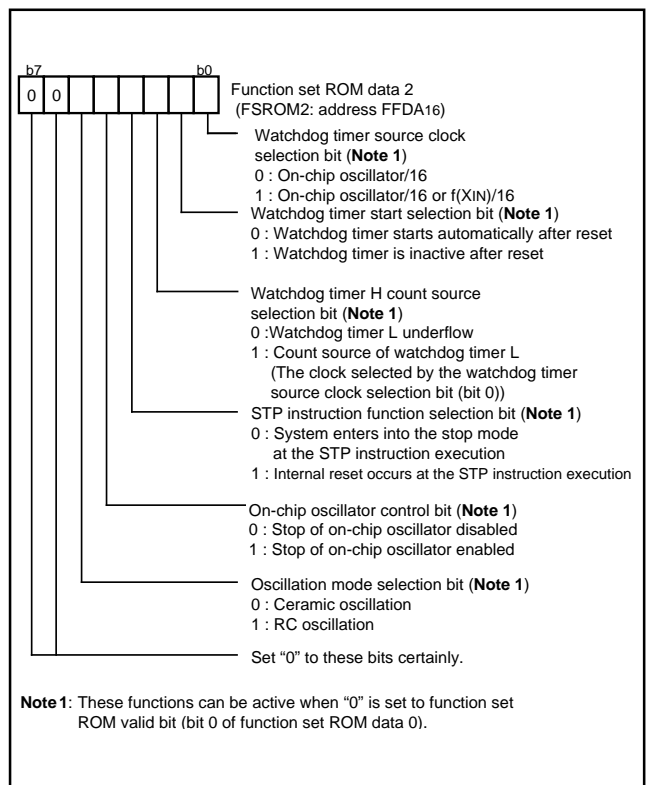 b7 b0
0 0
Function set ROM data 2
(FSROM2: address FFDA16)
Watchdog timer source clock
selection bit (Note 1)
0 : On-chip oscillator/16
1 : On-chip oscillator/16 or f(XIN)/16
Watchdog timer start selection bit (Note 1)
0 : Watchdog timer starts automatically after reset
1 : Watchdog timer is inactive after reset
Watchdog timer H count source
selection bit (Note 1)
0 :Watchdog timer L underflow
1 : Count source of watchdog timer L
(The clock selected by the watchdog timer
source clock selection bit (bit 0))
STP instruction function selection bit (Note 1)
0 : System enters into the stop mode
at the STP instruction execution
1 : Internal reset occurs at the STP instruction execution
On-chip oscillator control bit (Note 1)
0 : Stop of on-chip oscillator disabled
1 : Stop of on-chip oscillator enabled
Oscillation mode selection bit (Note 1)
0 : Ceramic oscillation
1 : RC oscillation
Set “0” to these bits certainly.
Note1: These functions can be active when “0” is set to function set
ROM valid bit (bit 0 of function set ROM data 0).